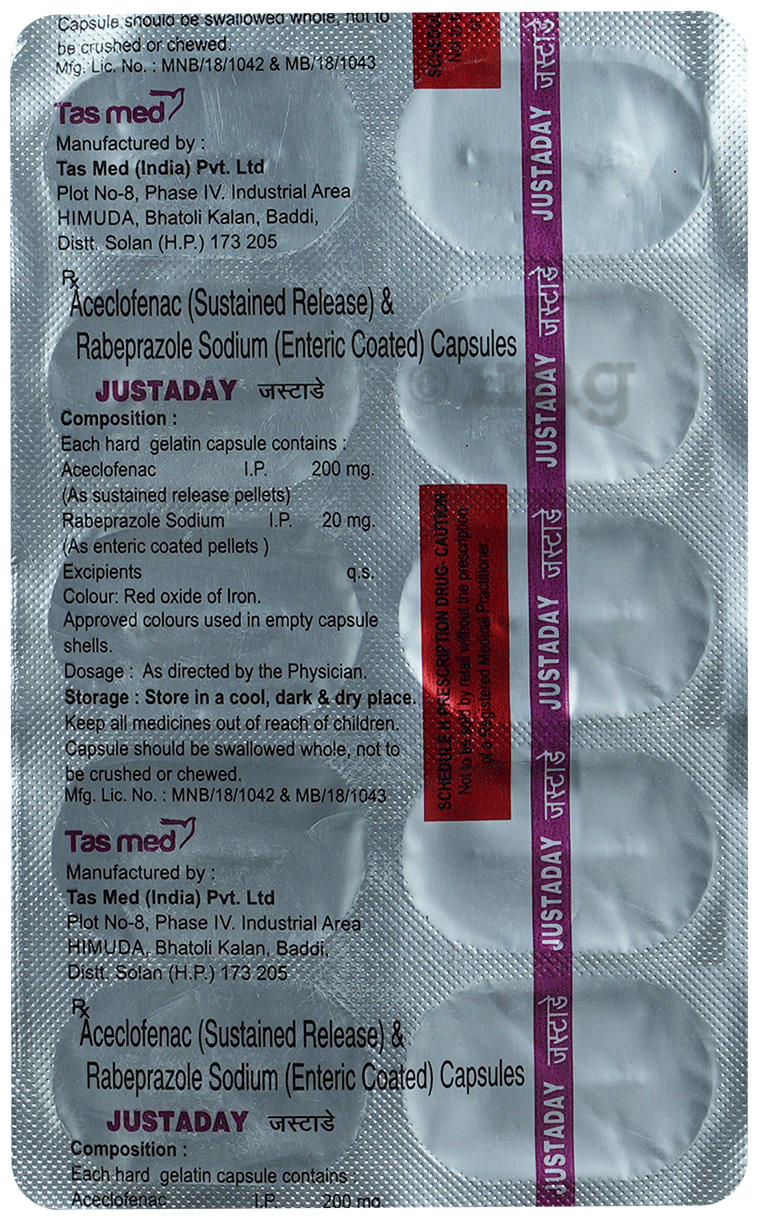 Capsule should be swallowed whole, not to
be crushed or chewed.
Mfg. Lic. No. : MNB/18/1042 & MB/18/1043
Tas med
Manufactured by :
Tas Med (India) Pvt. Ltd
Plot No-8, Phase IV. Industrial Area
HIMUDA, Bhatoli Kalan, Baddi,
Distt. Solan (H.P.) 173 205
Rx
Aceclofenac (Sustained Release) &
Rabeprazole Sodium (Enteric Coated) Capsules
JUSTADAY जस्टाडे
Composition :
Each hard gelatin capsule contains :
Aceclofenac I.P. 200 mg.
(As sustained release pellets)
Rabeprazole Sodium I.P. 20 mg.
(As enteric coated pellets )
Excipients q.s.
Colour: Red oxide of Iron.
Approved colours used in empty capsule
shells.
Dosage : As directed by the Physician.
Storage : Store in a cool, dark & dry place.
Keep all medicines out of reach of children.
Capsule should be swallowed whole, not to
be crushed or chewed.
Mfg. Lic. No. : MNB/18/1042 & MB/18/1043
Tas med
Manufactured by :
Tas Med (India) Pvt. Ltd
Plot No-8, Phase IV. Industrial Area
HIMUDA, Bhatoli Kalan, Baddi,
Distt. Solan (H.P.) 173 205
Rx
Aceclofenac (Sustained Release) &
Rabeprazole Sodium (Enteric Coated) Capsules
JUSTADAY जस्टाडे
Composition :
Each hard gelatin capsule contains :
Aceclofenac I.P. 200 mg
SCHEDULE H PRESCRIPTION DRUG- CAUTION
Not to be sold by retail without the prescription
of a Registered Medical Practitioner.
JUSTADAY जस्टाडे
JUSTADAY जस्टाडे
JUSTADAY जस्टाडे
JUSTADAY जस्टाडे
JUSTADAY जस्टाडे